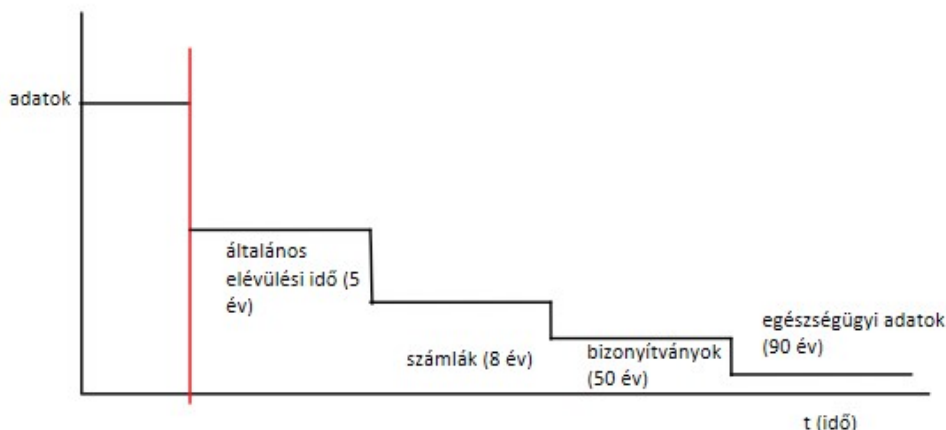 adatok
általános
elévülési idő (5
év)
számlák (8 év)
bizonyítványok
(50 év)
egészségügyi adatok
(90 év)
t (idő)